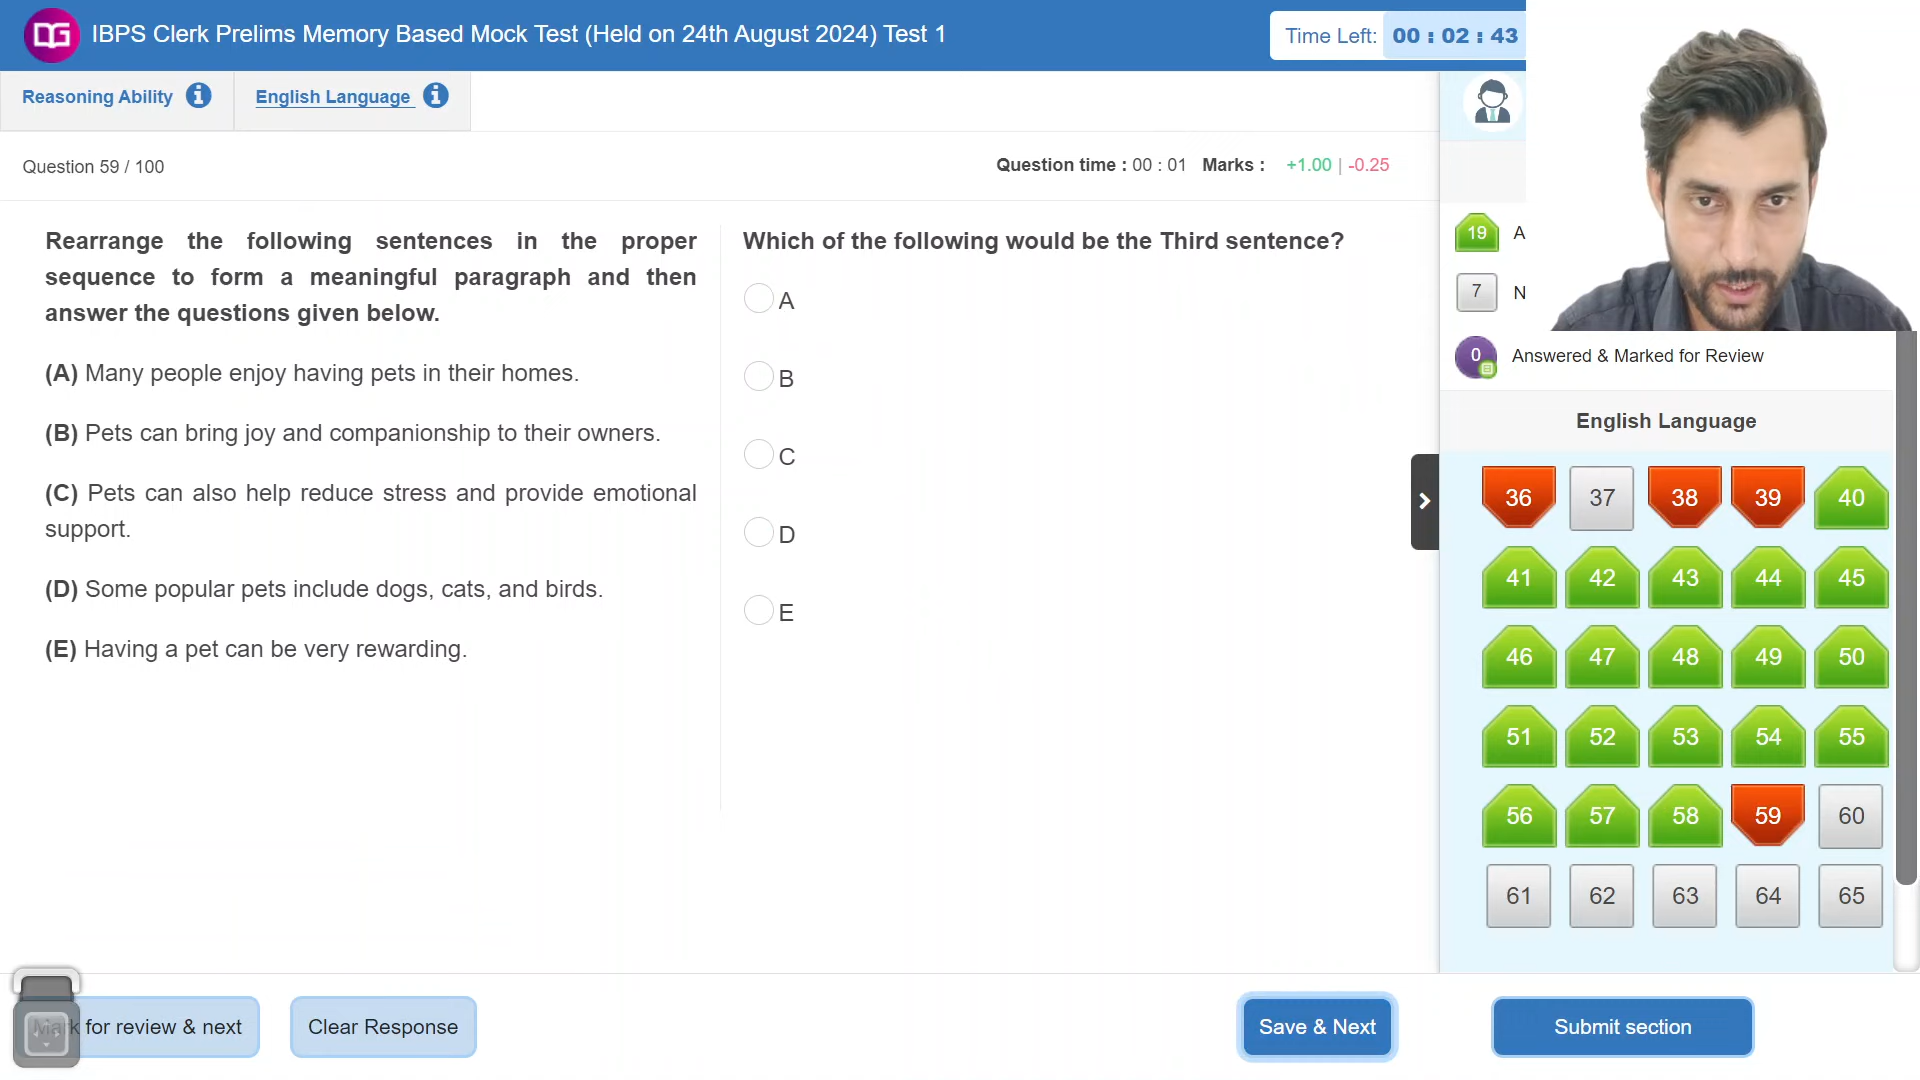 DG IBPS Clerk Prelims Memory Based Mock Test (Held on 24th August 2024) Test 1
Time Left: 00 : 02 : 43
Reasoning Ability i English Language i
Question 59 / 100
Question time : 00 : 01 Marks : +1.00 | -0.25
Rearrange the following sentences in the proper
sequence to form a meaningful paragraph and then
answer the questions given below.
(A) Many people enjoy having pets in their homes.
(B) Pets can bring joy and companionship to their owners.
(C) Pets can also help reduce stress and provide emotional
support.
(D) Some popular pets include dogs, cats, and birds.
(E) Having a pet can be very rewarding.
Which of the following would be the Third sentence?
A
B
C
D
E
19 A
7 N
0 Answered & Marked for Review
English Language
36 37 38 39 40
41 42 43 44 45
46 47 48 49 50
51 52 53 54 55
56 57 58 59 60
61 62 63 64 65
Mark for review & next Clear Response Save & Next Submit section